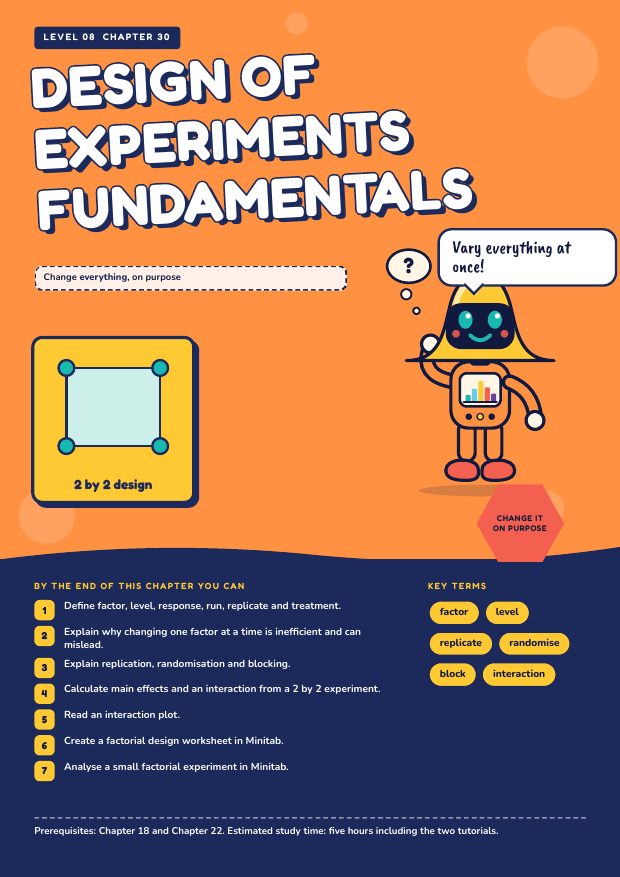 LEVEL 08 CHAPTER 30
DESIGN OF
EXPERIMENTS
FUNDAMENTALS
Change everything, on purpose
?
Vary everything at
once!
2 by 2 design
CHANGE IT
ON PURPOSE
BY THE END OF THIS CHAPTER YOU CAN
1 Define factor, level, response, run, replicate and treatment.
2 Explain why changing one factor at a time is inefficient and can
mislead.
3 Explain replication, randomisation and blocking.
4 Calculate main effects and an interaction from a 2 by 2 experiment.
5 Read an interaction plot.
6 Create a factorial design worksheet in Minitab.
7 Analyse a small factorial experiment in Minitab.
KEY TERMS
factor level
replicate randomise
block interaction
Prerequisites: Chapter 18 and Chapter 22. Estimated study time: five hours including the two tutorials.